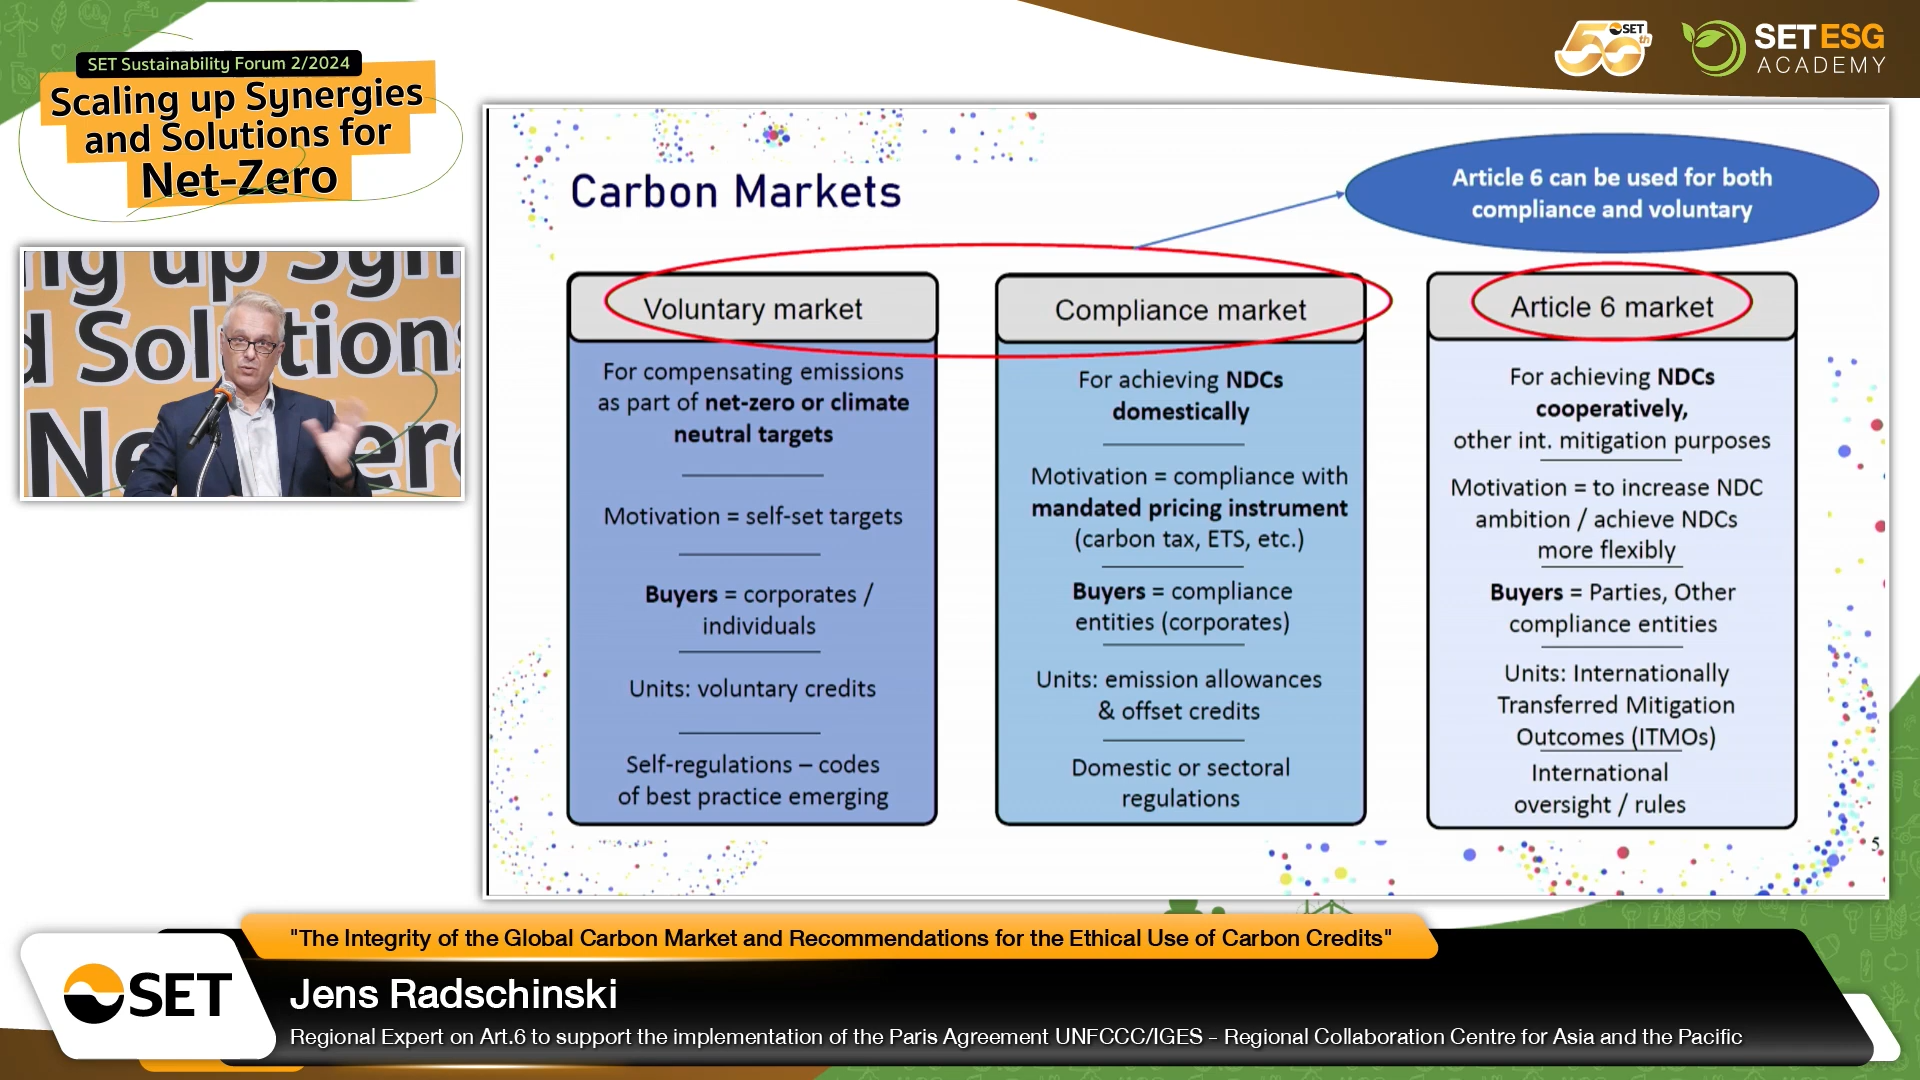 SET Sustainability Forum 2/2024
Scaling up Synergies
and Solutions for
Net-Zero
50th
SET
SET ESG
ACADEMY
ng up Syn
d Solutions
Net-Zero
Carbon Markets
Article 6 can be used for both
compliance and voluntary
Voluntary market
For compensating emissions
as part of net-zero or climate
neutral targets
Motivation = self-set targets
Buyers = corporates /
individuals
Units: voluntary credits
Self-regulations – codes
of best practice emerging
Compliance market
For achieving NDCs
domestically
Motivation = compliance with
mandated pricing instrument
(carbon tax, ETS, etc.)
Buyers = compliance
entities (corporates)
Units: emission allowances
& offset credits
Domestic or sectoral
regulations
Article 6 market
For achieving NDCs
cooperatively,
other int. mitigation purposes
Motivation = to increase NDC
ambition / achieve NDCs
more flexibly
Buyers = Parties, Other
compliance entities
Units: Internationally
Transferred Mitigation
Outcomes (ITMOs)
International
oversight / rules
5
"The Integrity of the Global Carbon Market and Recommendations for the Ethical Use of Carbon Credits"
SET
Jens Radschinski
Regional Expert on Art.6 to support the implementation of the Paris Agreement UNFCCC/IGES – Regional Collaboration Centre for Asia and the Pacific